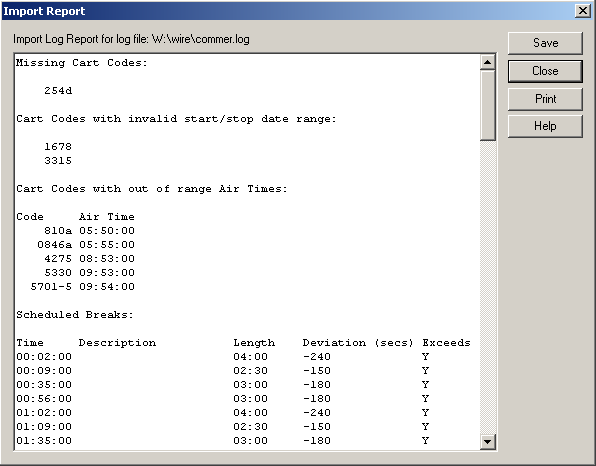 Import Report
Import Log Report for log file: W:\wire\commer.log
Save
Close
Print
Help
Missing Cart Codes:
254d
Cart Codes with invalid start/stop date range:
1678
3315
Cart Codes with out of range Air Times:
Code Air Time
810a 05:50:00
0846a 05:55:00
4275 08:53:00
5330 09:53:00
5701-5 09:54:00
Scheduled Breaks:
Time Description Length Deviation (secs) Exceeds
00:02:00 04:00 -240 Y
00:09:00 02:30 -150 Y
00:35:00 03:00 -180 Y
00:56:00 03:00 -180 Y
01:02:00 04:00 -240 Y
01:09:00 02:30 -150 Y
01:35:00 03:00 -180 Y